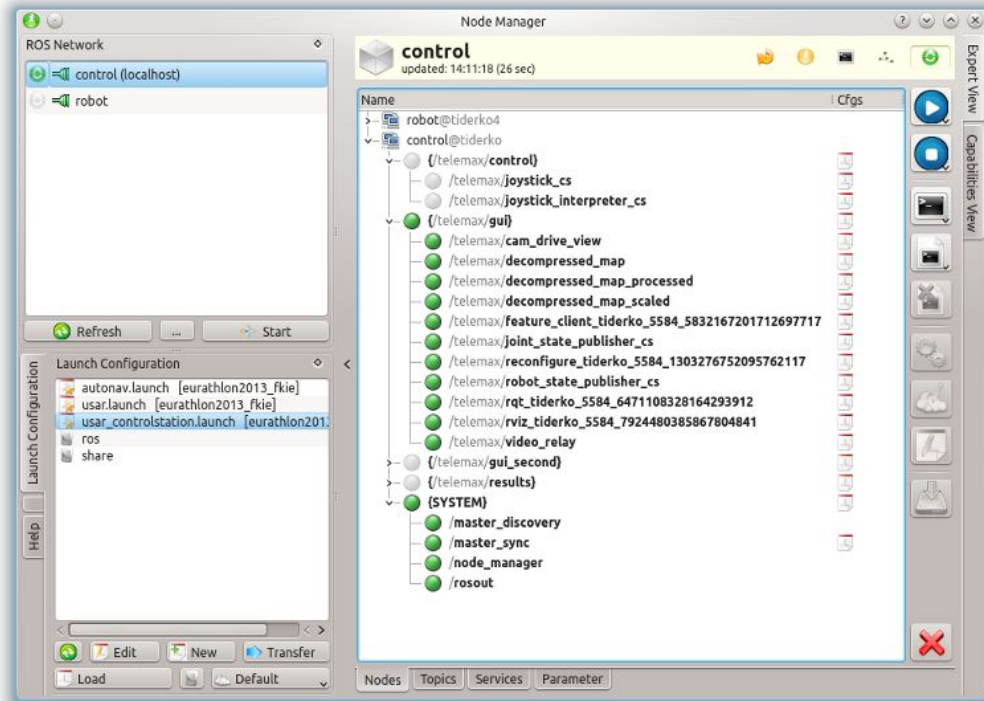 Node Manager
ROS Network
control (localhost)
robot
Refresh
...
Start
Launch Configuration
Help
Launch Configuration
autonav.launch [eurathlon2013_fkie]
usar.launch [eurathlon2013_fkie]
usar_controlstation.launch [eurathlon201
ros
share
Edit
New
Transfer
Load
Default
control
updated: 14:11:18 (26 sec)
Name
Cfgs
robot@tiderko4
control@tiderko
{/telemax/control}
/telemax/joystick_cs
/telemax/joystick_interpreter_cs
{/telemax/gui}
/telemax/cam_drive_view
/telemax/decompressed_map
/telemax/decompressed_map_processed
/telemax/decompressed_map_scaled
/telemax/feature_client_tiderko_5584_5832167201712697717
/telemax/joint_state_publisher_cs
/telemax/reconfigure_tiderko_5584_1303276752095762117
/telemax/robot_state_publisher_cs
/telemax/rqt_tiderko_5584_6471108328164293912
/telemax/rviz_tiderko_5584_7924480385867804841
/telemax/video_relay
{/telemax/gui_second}
{/telemax/results}
{SYSTEM}
/master_discovery
/master_sync
/node_manager
/rosout
Nodes
Topics
Services
Parameter
Expert View
Capabilities View